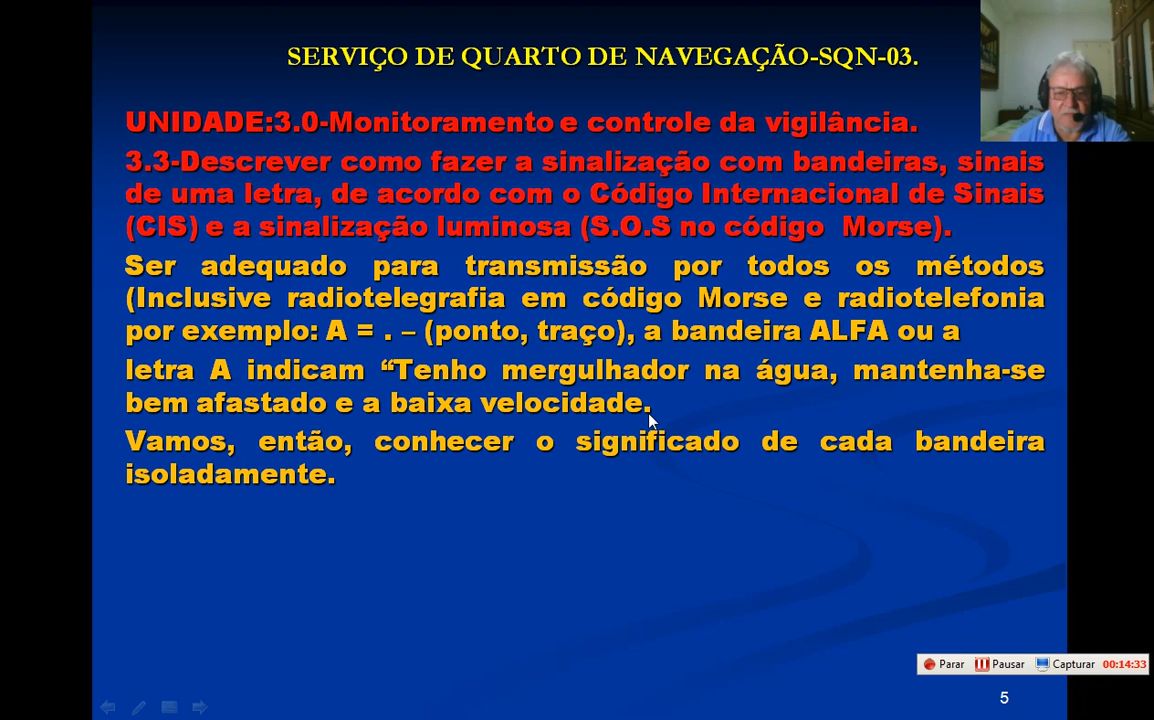 SERVIÇO DE QUARTO DE NAVEGAÇÃO-SQN-03.
UNIDADE:3.0-Monitoramento e controle da vigilância.
3.3-Descrever como fazer a sinalização com bandeiras, sinais
de uma letra, de acordo com o Código Internacional de Sinais
(CIS) e a sinalização luminosa (S.O.S no código Morse).
Ser adequado para transmissão por todos os métodos
(Inclusive radiotelegrafia em código Morse e radiotelefonia
por exemplo: A = . – (ponto, traço), a bandeira ALFA ou a
letra A indicam “Tenho mergulhador na água, mantenha-se
bem afastado e a baixa velocidade.
Vamos, então, conhecer o significado de cada bandeira
isoladamente.
Parar Pausar Capturar 00:14:33
5